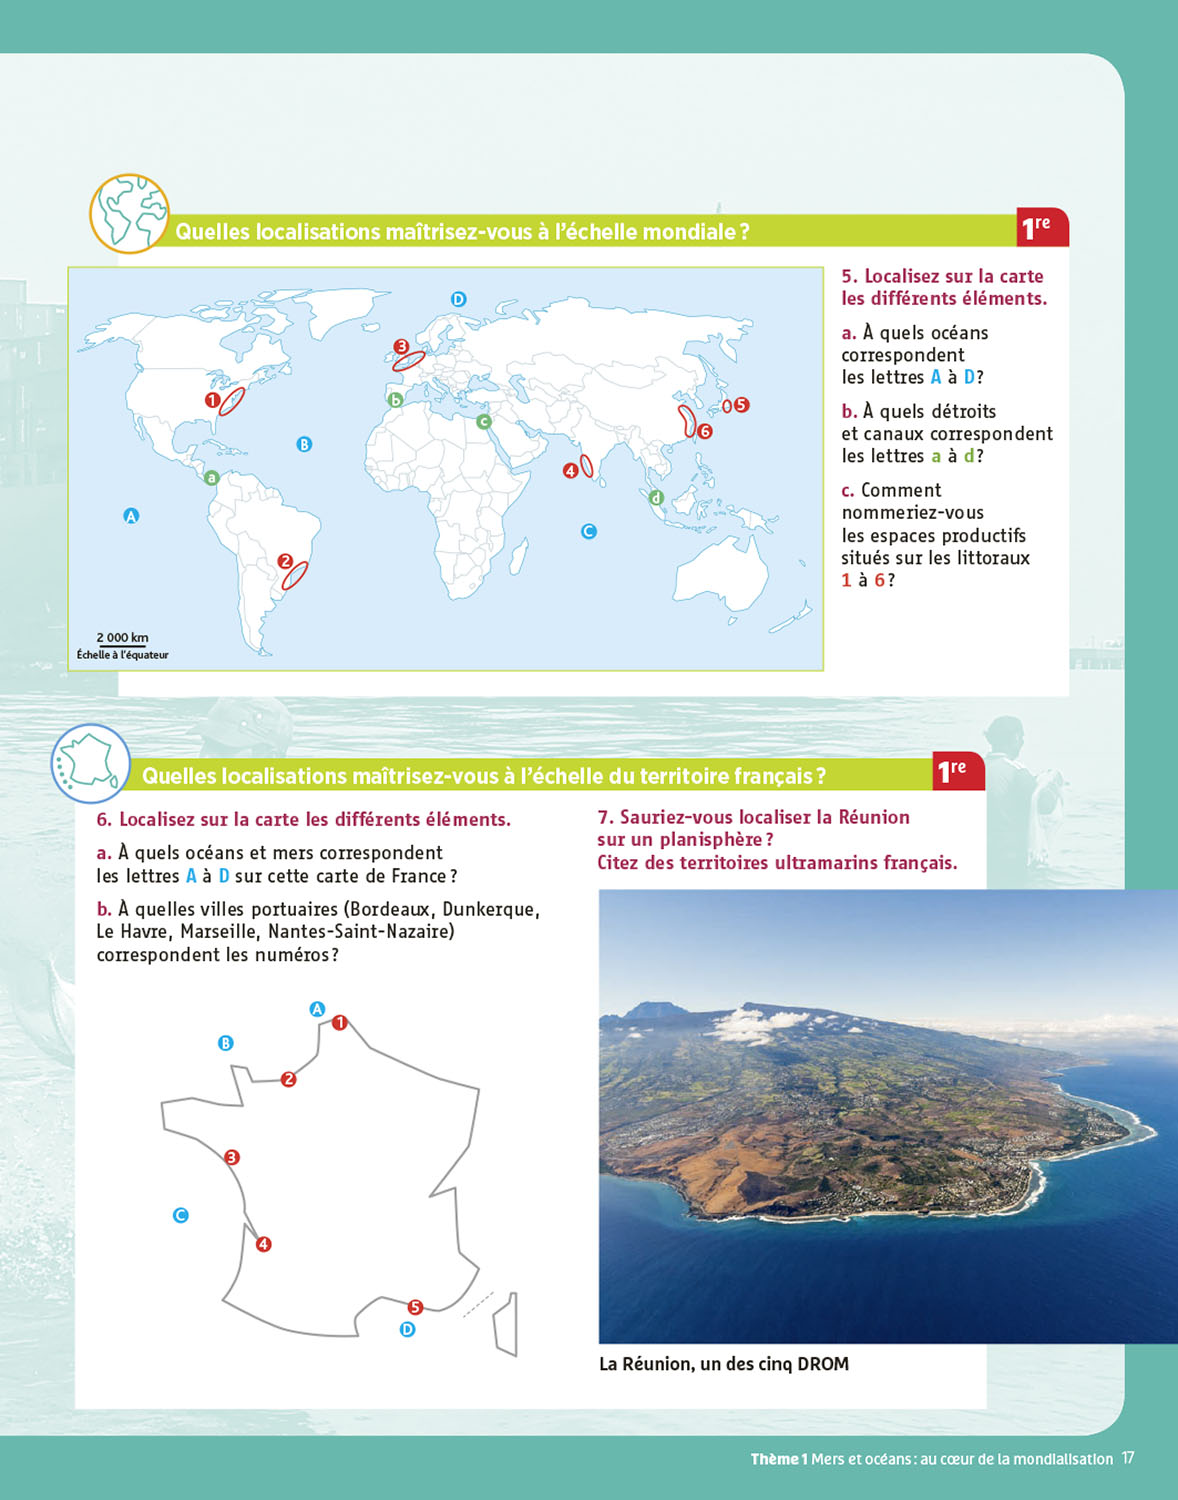 Quelles localisations maîtrisez-vous à l’échelle mondiale ?
1re
D
3
1
b
c
5
6
B
4
a
d
A
C
2
2 000 km
Échelle à l’équateur
5. Localisez sur la carte
les différents éléments.
a. À quels océans
correspondent
les lettres A à D ?
b. À quels détroits
et canaux correspondent
les lettres a à d ?
c. Comment
nommeriez-vous
les espaces productifs
situés sur les littoraux
1 à 6 ?
Quelles localisations maîtrisez-vous à l’échelle du territoire français ?
1re
6. Localisez sur la carte les différents éléments.
a. À quels océans et mers correspondent
les lettres A à D sur cette carte de France ?
b. À quelles villes portuaires (Bordeaux, Dunkerque,
Le Havre, Marseille, Nantes-Saint-Nazaire)
correspondent les numéros ?
A
1
B
2
3
C
4
5
D
7. Sauriez-vous localiser la Réunion
sur un planisphère ?
Citez des territoires ultramarins français.
La Réunion, un des cinq DROM
Thème 1 Mers et océans : au cœur de la mondialisation 17